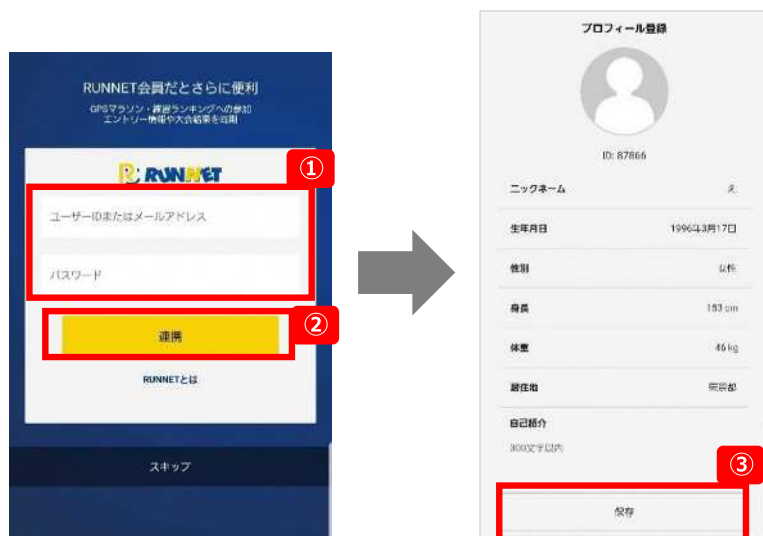 RUNNET会員だとさらに便利
GPSマラソン・練習ランキングへの参加
エントリー情報や大会結果を同期
RUNNET
①
ユーザーIDまたはメールアドレス
パスワード
②
連携
RUNNETとは
スキップ
プロフィール登録
ID: 87866
ニックネーム え
生年月日 1996年3月17日
性別 女性
身長 153 cm
体重 46 kg
居住地 東京都
自己紹介
300文字以内
③
保存